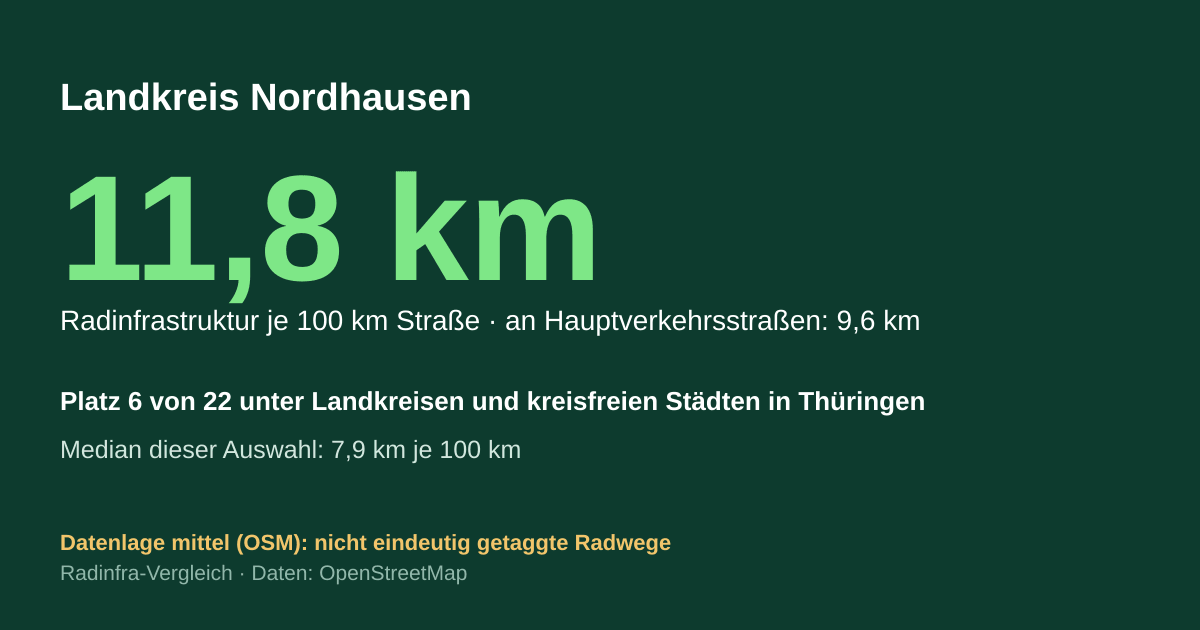 Landkreis Nordhausen
11,8 km
Radinfrastruktur je 100 km Straße · an Hauptverkehrsstraßen: 9,6 km
Platz 6 von 22 unter Landkreisen und kreisfreien Städten in Thüringen
Median dieser Auswahl: 7,9 km je 100 km
Datenlage mittel (OSM): nicht eindeutig getaggte Radwege
Radinfra-Vergleich · Daten: OpenStreetMap